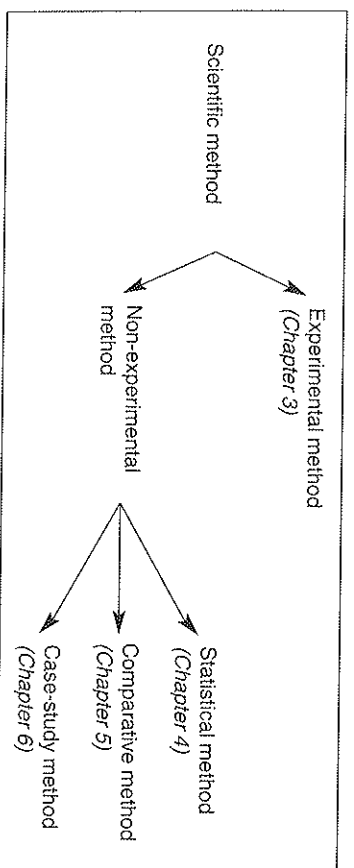 Scientific method
Experimental method
(Chapter 3)
Non-experimental
method
Statistical method
(Chapter 4)
Comparative method
(Chapter 5)
Case-study method
(Chapter 6)